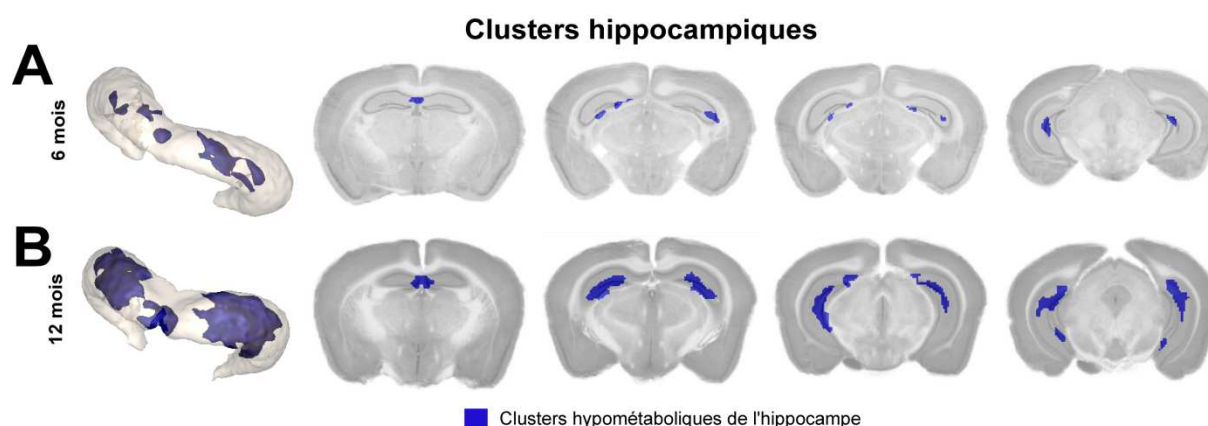 Clusters hippocampiques
A
6 mois
B
12 mois
Clusters hypométaboliques de l'hippocampe